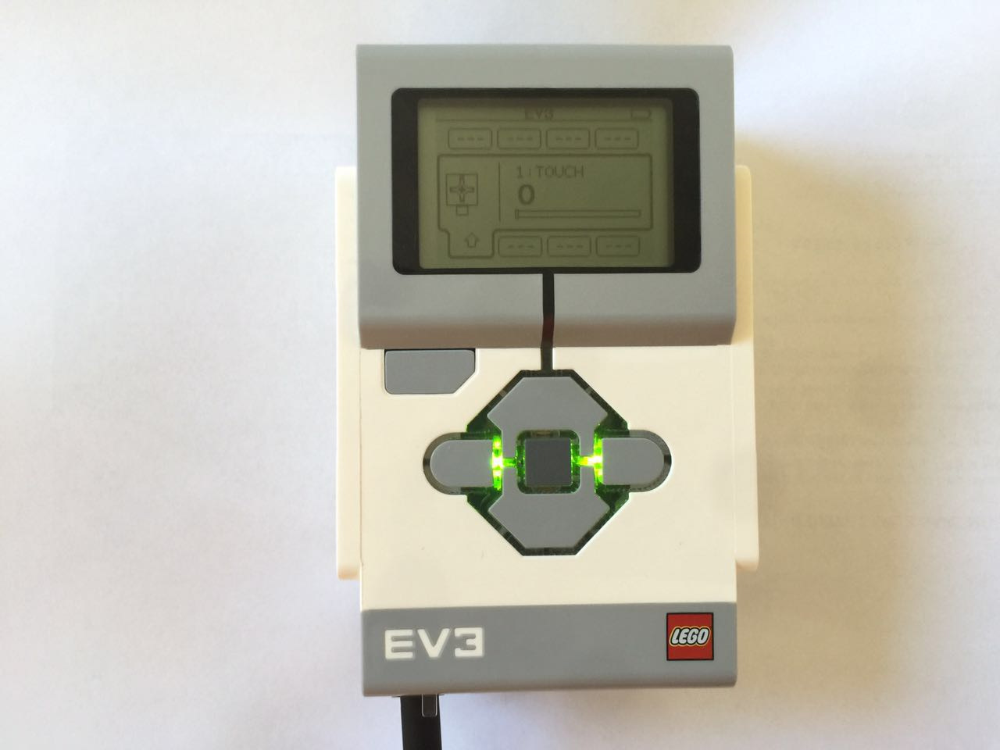 EV3
--- --- --- ---
1:TOUCH
0
--- --- ---
EV3
LEGO